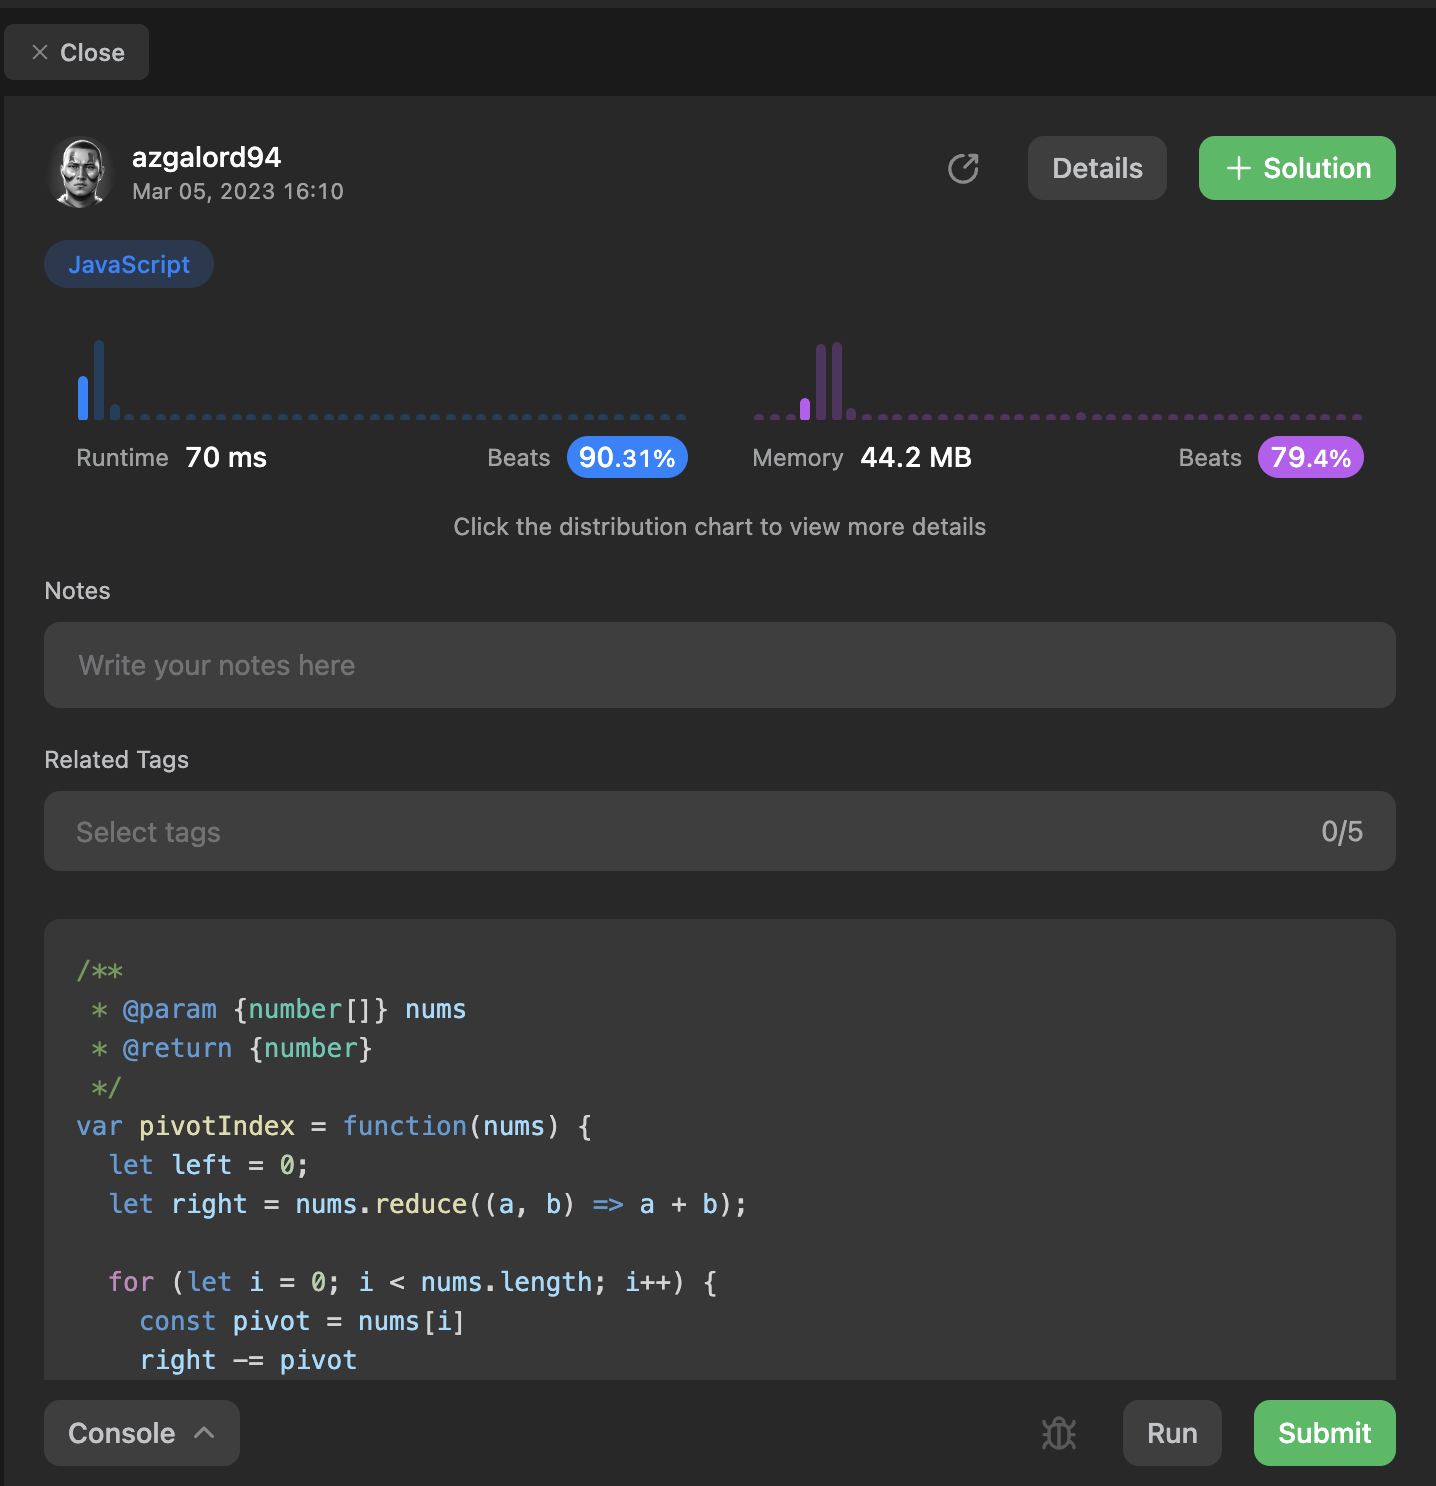 Close
azgalord94
Mar 05, 2023 16:10
Details
+ Solution
JavaScript
Runtime 70 ms Beats 90.31% Memory 44.2 MB Beats 79.4%
Click the distribution chart to view more details
Notes
Write your notes here
Related Tags
Select tags 0/5
/**
 * @param {number[]} nums
 * @return {number}
 */
var pivotIndex = function(nums) {
  let left = 0;
  let right = nums.reduce((a, b) => a + b);

  for (let i = 0; i < nums.length; i++) {
    const pivot = nums[i]
    right -= pivot
Console
Run
Submit